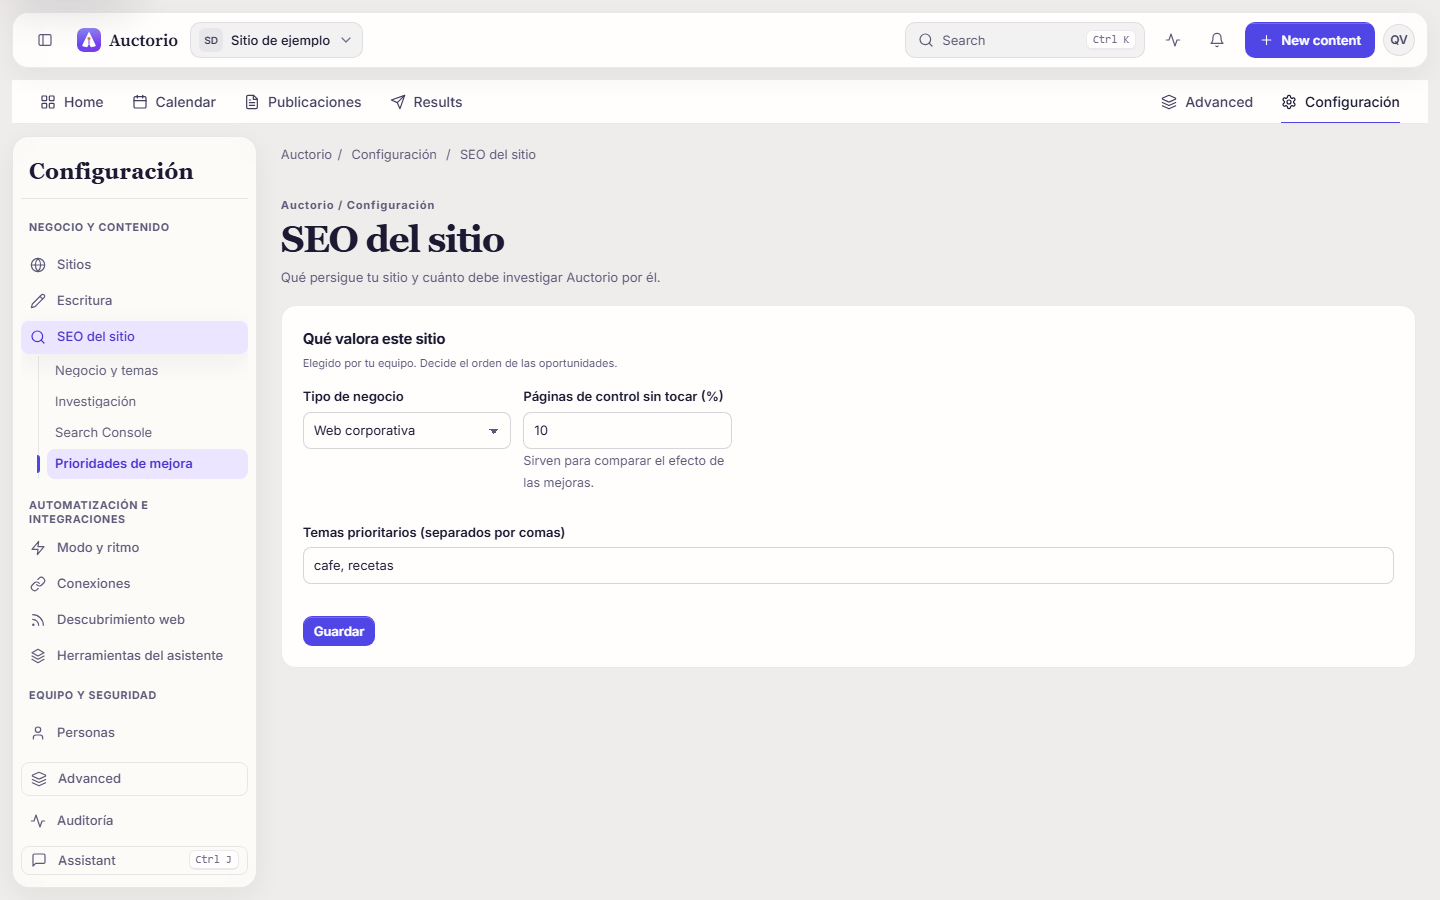 Auctorio
SD Sitio de ejemplo
Search Ctrl K
New content
QV
Home
Calendar
Publicaciones
Results
Advanced
Configuración
Configuración
NEGOCIO Y CONTENIDO
Sitios
Escritura
SEO del sitio
Negocio y temas
Investigación
Search Console
Prioridades de mejora
AUTOMATIZACIÓN E
INTEGRACIONES
Modo y ritmo
Conexiones
Descubrimiento web
Herramientas del asistente
EQUIPO Y SEGURIDAD
Personas
Advanced
Auditoría
Assistant Ctrl J
Auctorio / Configuración / SEO del sitio
Auctorio / Configuración
SEO del sitio
Qué persigue tu sitio y cuánto debe investigar Auctorio por él.
Qué valora este sitio
Elegido por tu equipo. Decide el orden de las oportunidades.
Tipo de negocio
Web corporativa
Páginas de control sin tocar (%)
10
Sirven para comparar el efecto de
las mejoras.
Temas prioritarios (separados por comas)
cafe, recetas
Guardar